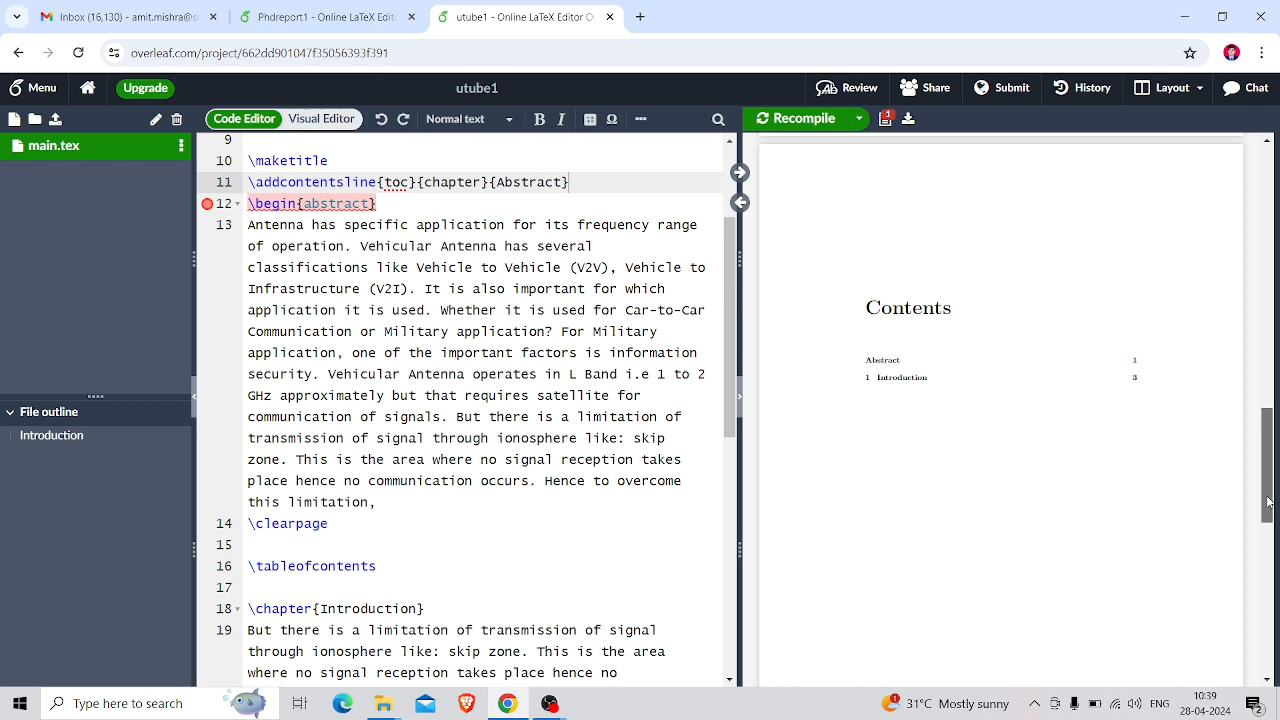 Inbox (16,130) - amit.mishra@s
Phdreport1 - Online LaTeX Edit
utube1 - Online LaTeX Editor O
overleaf.com/project/662dd901047f35056393f391
Menu
Upgrade
utube1
Review
Share
Submit
History
Layout
Chat
Code Editor
Visual Editor
Normal text
B
I
Ω
Recompile
1
main.tex
File outline
Introduction
9
10 \maketitle
11 \addcontentsline{toc}{chapter}{Abstract}
12 \begin{abstract}
13 Antenna has specific application for its frequency range
of operation. Vehicular Antenna has several
classifications like Vehicle to Vehicle (V2V), Vehicle to
Infrastructure (V2I). It is also important for which
application it is used. Whether it is used for Car-to-Car
Communication or Military application? For Military
application, one of the important factors is information
security. Vehicular Antenna operates in L Band i.e 1 to 2
GHz approximately but that requires satellite for
communication of signals. But there is a limitation of
transmission of signal through ionosphere like: skip
zone. This is the area where no signal reception takes
place hence no communication occurs. Hence to overcome
this limitation,
14 \clearpage
15
16 \tableofcontents
17
18 \chapter{Introduction}
19 But there is a limitation of transmission of signal
through ionosphere like: skip zone. This is the area
where no signal reception takes place hence no
Contents
Abstract 1
1 Introduction 3
Type here to search
31°C Mostly sunny
ENG
10:39
28-04-2024
2